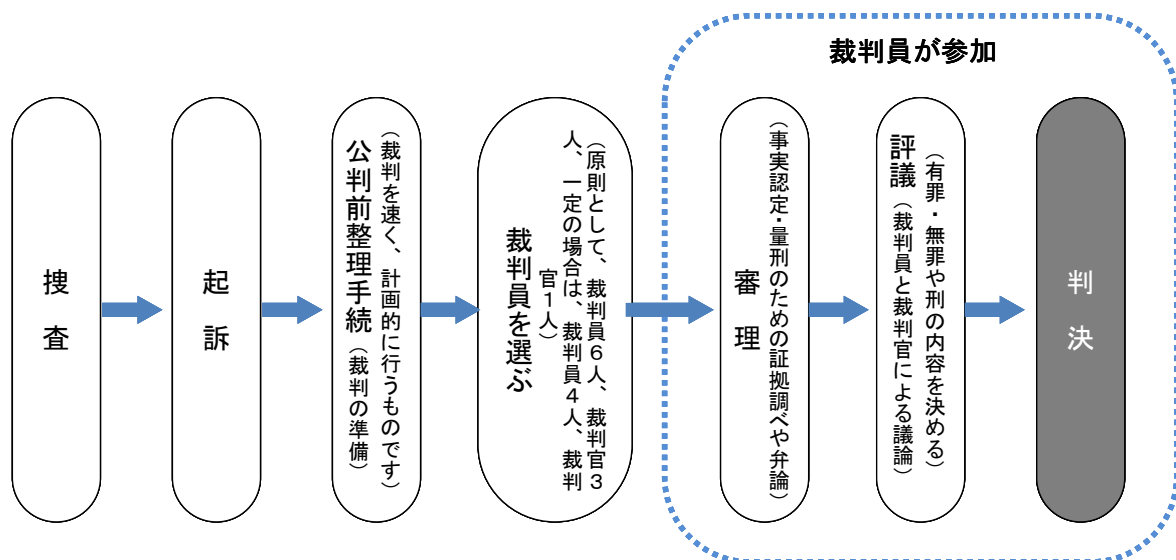 裁判員が参加
捜査
起訴
（裁判を速く、計画的に行うものです）
公判前整理手続（裁判の準備）
（原則として、裁判員６人、裁判官３
人、一定の場合は、裁判員４人、裁判
官１人）
裁判員を選ぶ
（事実認定・量刑のための証拠調べや弁論）
審理
（有罪・無罪や刑の内容を決める）
評議（裁判員と裁判官による議論）
判決